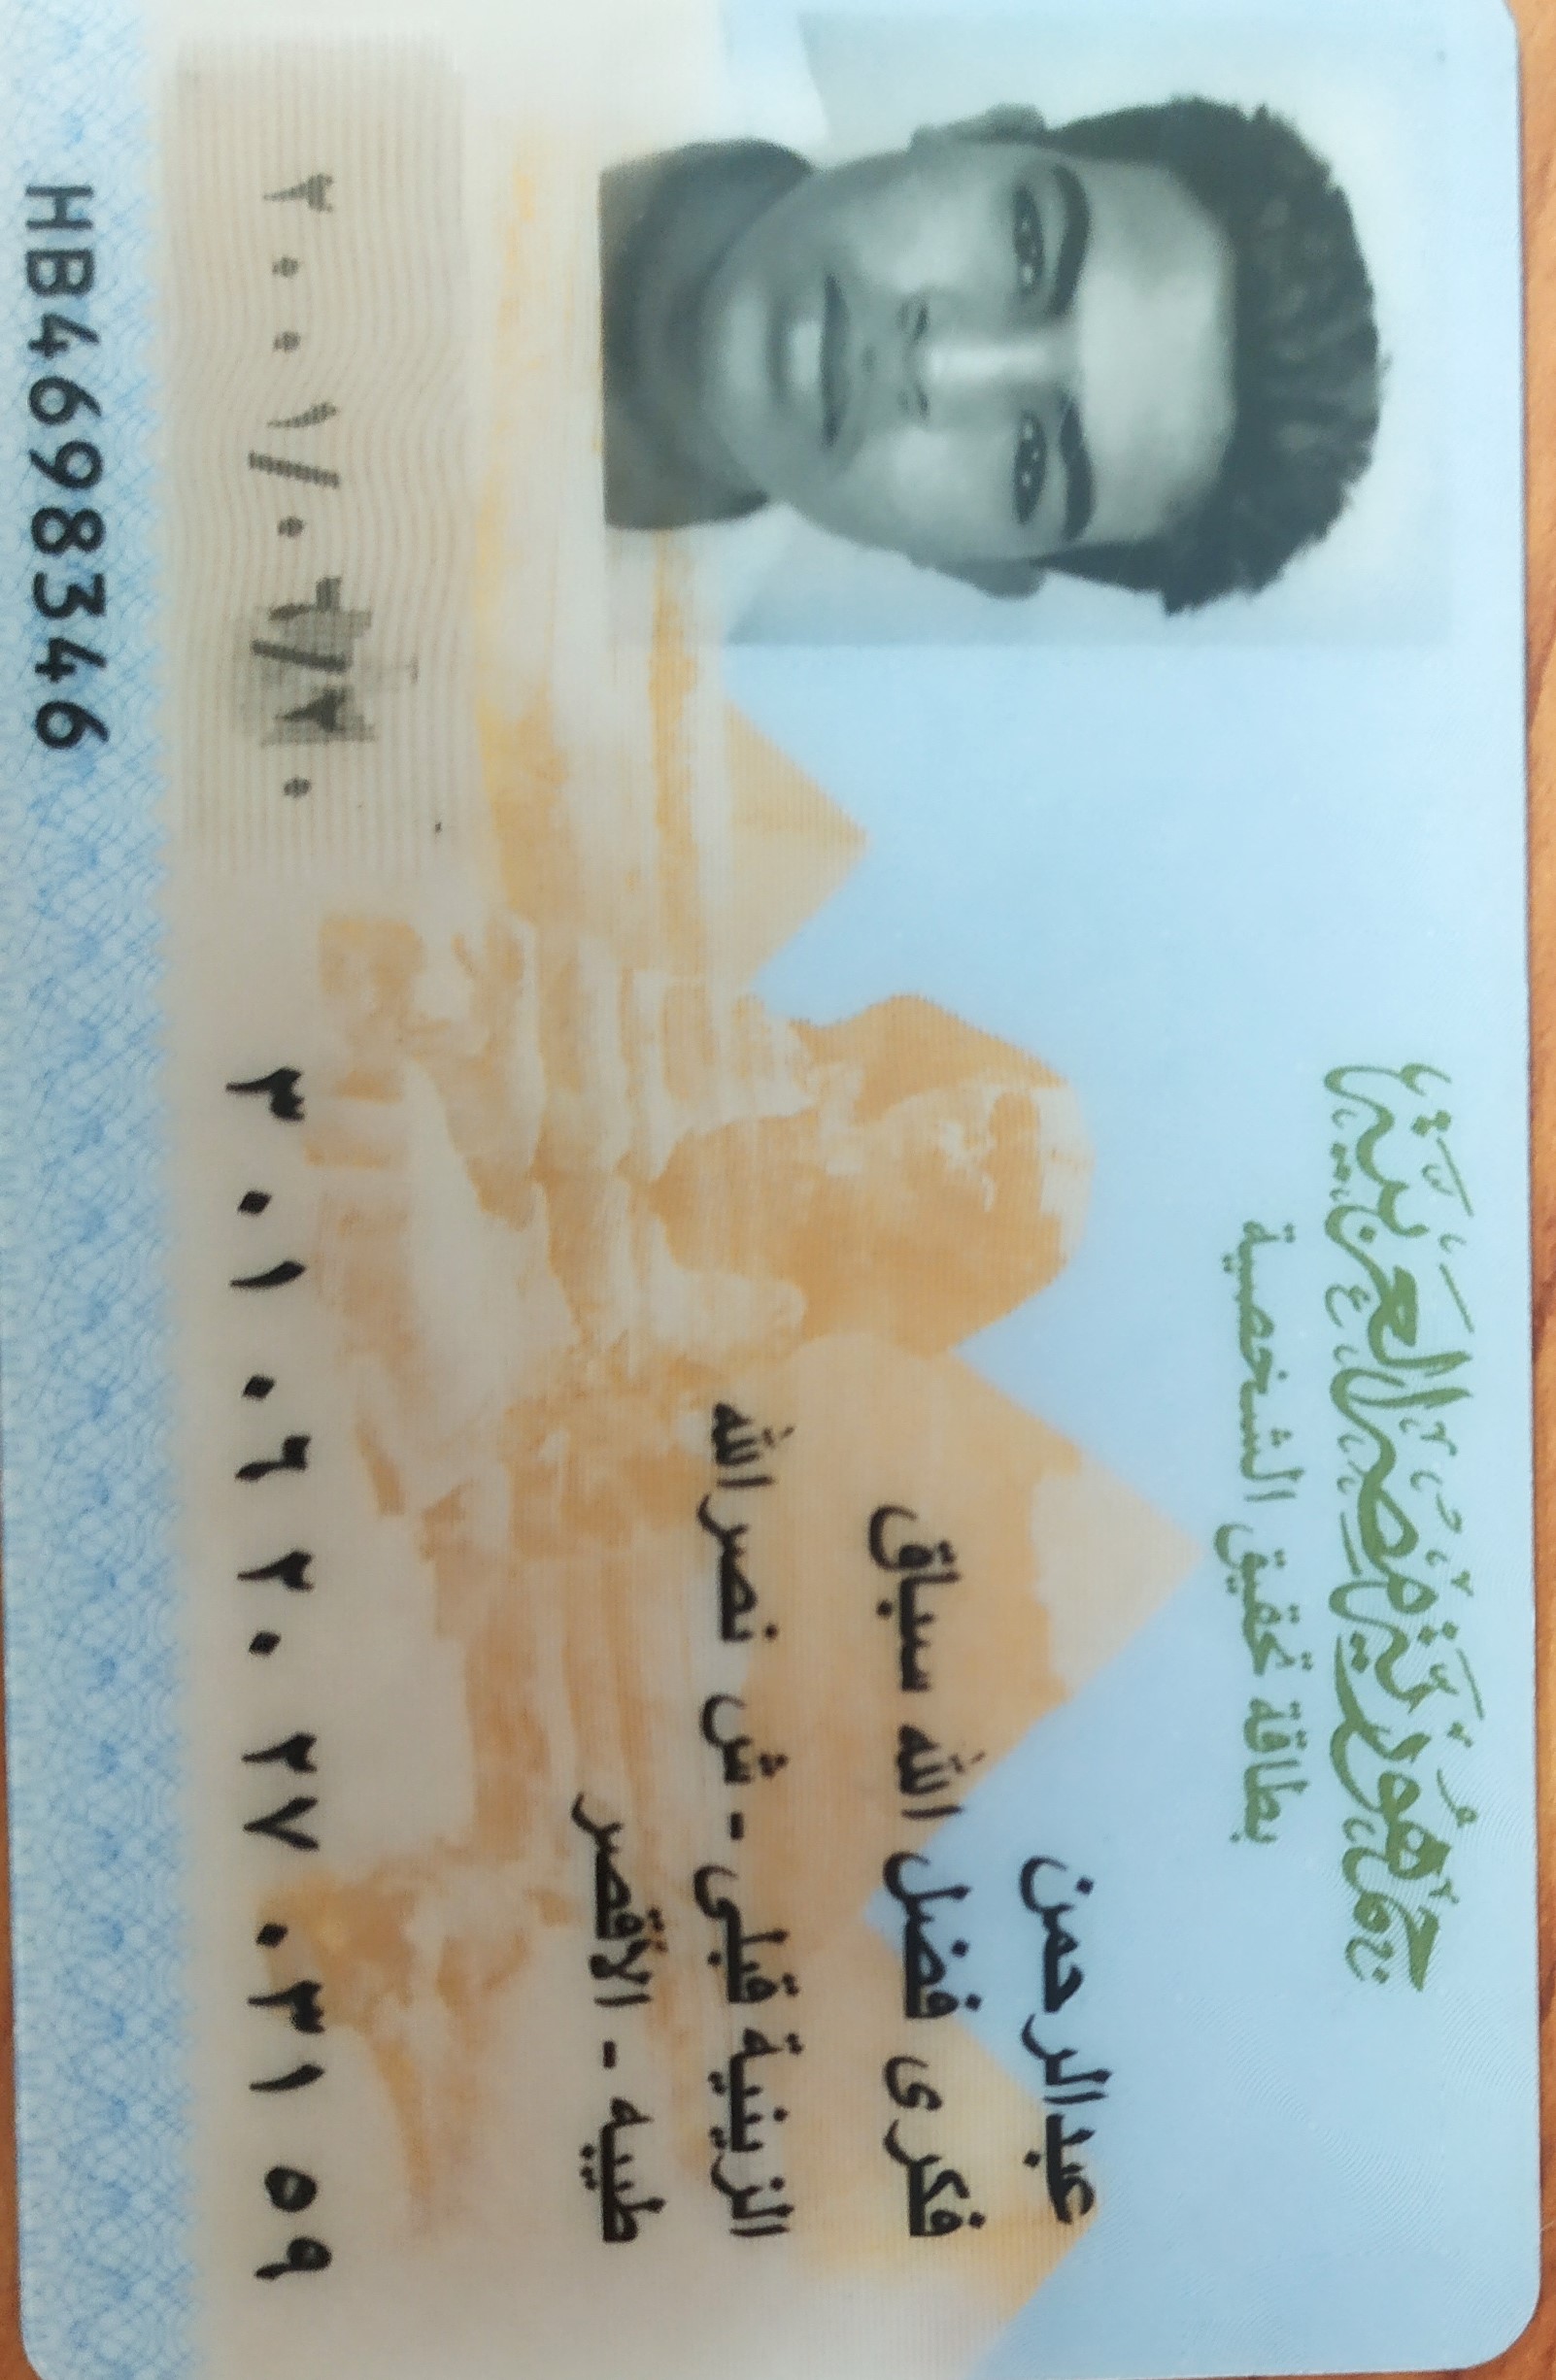 جمهورية مصر العربية
بطاقة تحقيق الشخصية
عبدالرحمن
فكرى فضل الله سباق
الزينية قبلى - ش نصرالله
طيبه - الأقصر
٣٠١٠٦٢٠٢٧٠٣١٥٩
٢٠٠١/٠٦/٢٠
HB4698346